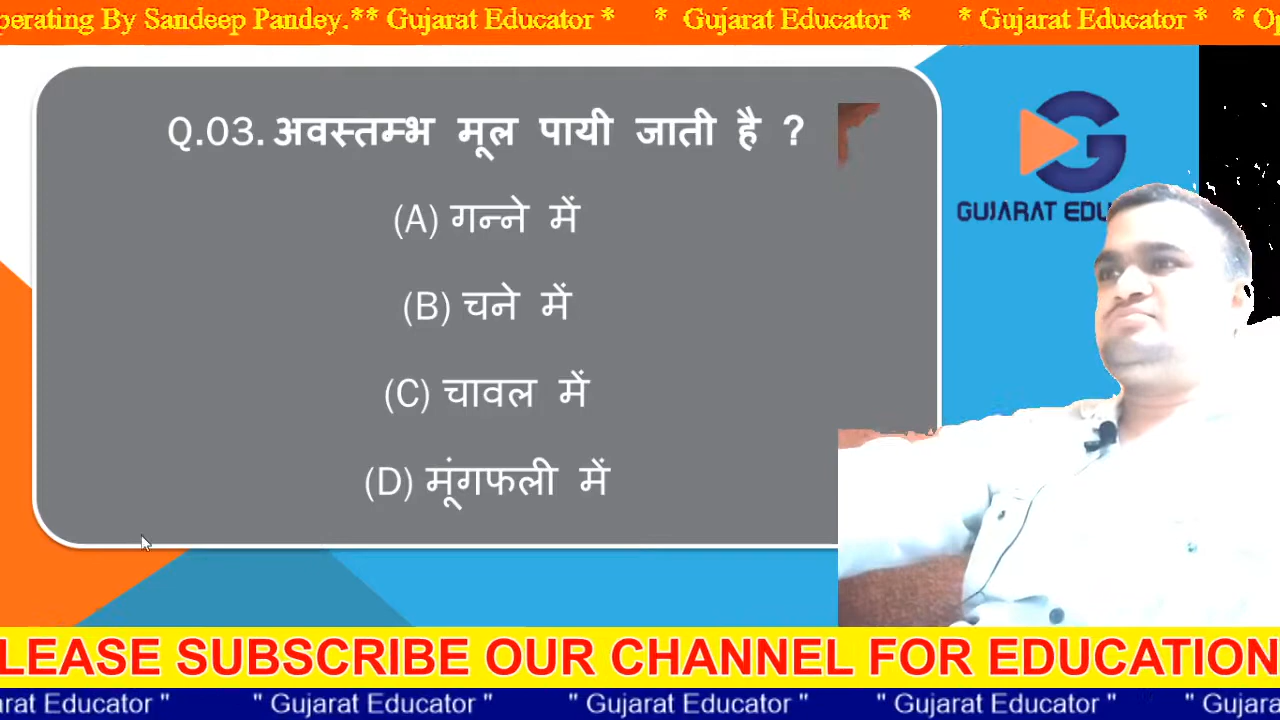 perating By Sandeep Pandey.** Gujarat Educator * * Gujarat Educator * * Gujarat Educator * * Op
Q.03. अवस्तम्भ मूल पायी जाती है ?
(A) गन्ने में
(B) चने में
(C) चावल में
(D) मूंगफली में
G
GUJARAT EDU
LEASE SUBSCRIBE OUR CHANNEL FOR EDUCATION
rat Educator " " Gujarat Educator " " Gujarat Educator " " Gujarat Educator " " Gujara